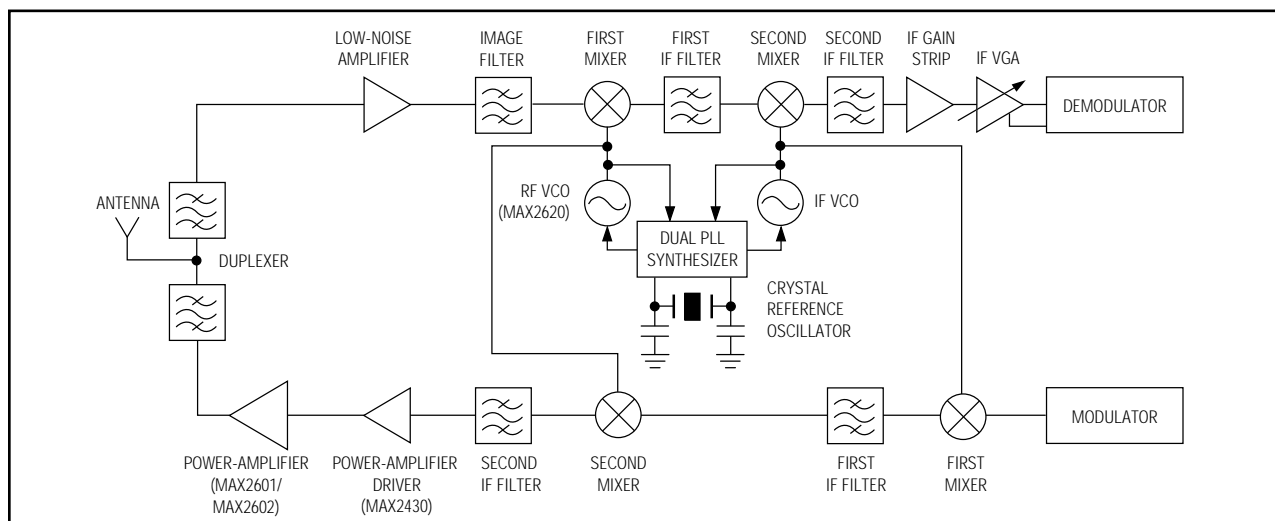 LOW-NOISE
AMPLIFIER
IMAGE
FILTER
FIRST
MIXER
FIRST
IF FILTER
SECOND
MIXER
SECOND
IF FILTER
IF GAIN
STRIP
IF VGA
DEMODULATOR
RF VCO
(MAX2620)
IF VCO
ANTENNA
DUPLEXER
DUAL PLL
SYNTHESIZER
CRYSTAL
REFERENCE
OSCILLATOR
MODULATOR
POWER-AMPLIFIER
(MAX2601/
MAX2602)
POWER-AMPLIFIER
DRIVER
(MAX2430)
SECOND
IF FILTER
SECOND
MIXER
FIRST
IF FILTER
FIRST
MIXER